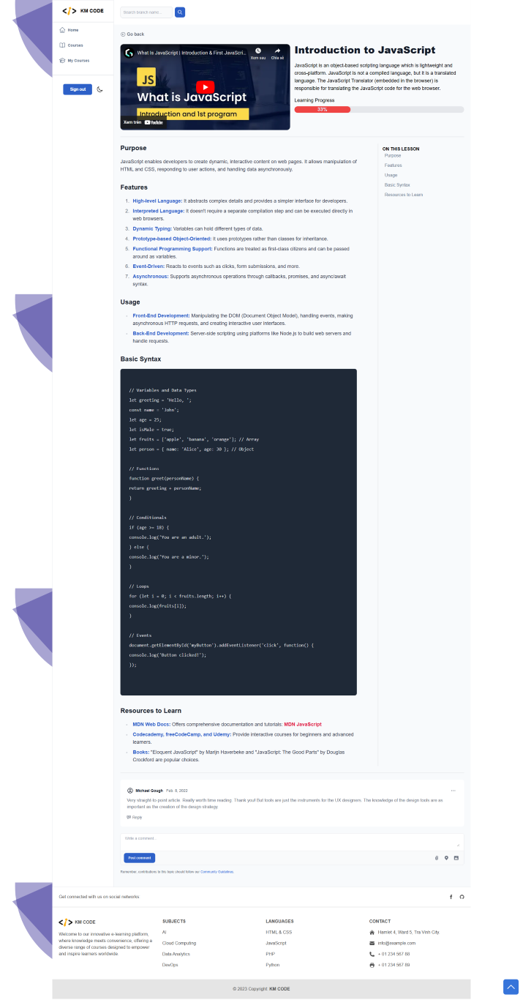 KM CODE
Search branch name...
Home
Courses
My Courses
Sign out
Go back
What Is JavaScript | Introduction & First JavaScri...
Xem sau
Chia sẻ
JS
What is JavaScript
Introduction and 1st program
Xem trên YouTube
Introduction to JavaScript
JavaScript is an object-based scripting language which is lightweight and
cross-platform. JavaScript is not a compiled language, but it is a translated
language. The JavaScript Translator (embedded in the browser) is
responsible for translating the JavaScript code for the web browser.
Learning Progress
33%
Purpose
JavaScript enables developers to create dynamic, interactive content on web pages. It allows manipulation of
HTML and CSS, responding to user actions, and handling data asynchronously.
Features
1. High-level Language: It abstracts complex details and provides a simpler interface for developers.
2. Interpreted Language: It doesn't require a separate compilation step and can be executed directly in
web browsers.
3. Dynamic Typing: Variables can hold different types of data.
4. Prototype-based Object-Oriented: It uses prototypes rather than classes for inheritance.
5. Functional Programming Support: Functions are treated as first-class citizens and can be passed
around as variables.
6. Event-Driven: Reacts to events such as clicks, form submissions, and more.
7. Asynchronous: Supports asynchronous operations through callbacks, promises, and async/await
syntax.
Usage
Front-End Development: Manipulating the DOM (Document Object Model), handling events, making
asynchronous HTTP requests, and creating interactive user interfaces.
Back-End Development: Server-side scripting using platforms like Node.js to build web servers and
handle requests.
Basic Syntax
// Variables and Data Types
let greeting = 'Hello, ';
const name = 'John';
let age = 25;
let isMale = true;
let fruits = ['apple', 'banana', 'orange']; // Array
let person = { name: 'Alice', age: 30 }; // Object
// Functions
function greet(personName) {
return greeting + personName;
}
// Conditionals
if (age >= 18) {
console.log('You are an adult.');
} else {
console.log('You are a minor.');
}
// Loops
for (let i = 0; i < fruits.length; i++) {
console.log(fruits[i]);
}
// Events
document.getElementById('myButton').addEventListener('click', function() {
console.log('Button clicked!');
});
Resources to Learn
MDN Web Docs: Offers comprehensive documentation and tutorials: MDN JavaScript
Codecademy, freeCodeCamp, and Udemy: Provide interactive courses for beginners and advanced
learners.
Books: "Eloquent JavaScript" by Marijn Haverbeke and "JavaScript: The Good Parts" by Douglas
Crockford are popular choices.
ON THIS LESSON
Purpose
Features
Usage
Basic Syntax
Resources to Learn
Michael Gough Feb. 8, 2022
Very straight-to-point article. Really worth time reading. Thank you! But tools are just the instruments for the UX designers. The knowledge of the design tools are as
important as the creation of the design strategy.
Reply
Write a comment...
Post comment
Remember, contributions to this topic should follow our Community Guidelines.
Get connected with us on social networks:
KM CODE
Welcome to our innovative e-learning platform,
where knowledge meets convenience, offering a
diverse range of courses designed to empower
and inspire learners worldwide.
SUBJECTS
AI
Cloud Computing
Data Analytics
DevOps
LANGUAGES
HTML & CSS
JavaScript
PHP
Python
CONTACT
Hamlet 4, Ward 5, Tra Vinh City.
info@example.com
+ 01 234 567 88
+ 01 234 567 89
© 2023 Copyright: KM CODE